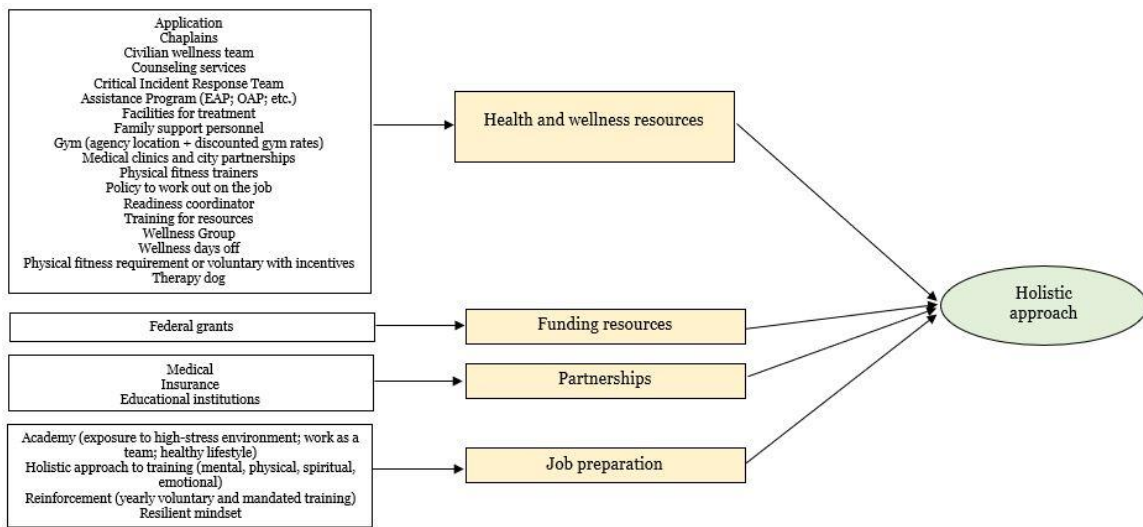 Application
Chaplains
Civilian wellness team
Counseling services
Critical Incident Response Team
Assistance Program (EAP; OAP; etc.)
Facilities for treatment
Family support personnel
Gym (agency location + discounted gym rates)
Medical clinics and city partnerships
Physical fitness trainers
Policy to work out on the job
Readiness coordinator
Training for resources
Wellness Group
Wellness days off
Physical fitness requirement or voluntary with incentives
Therapy dog
Health and wellness resources
Federal grants
Funding resources
Medical
Insurance
Educational institutions
Partnerships
Academy (exposure to high-stress environment; work as a
team; healthy lifestyle)
Holistic approach to training (mental, physical, spiritual,
emotional)
Reinforcement (yearly voluntary and mandated training)
Resilient mindset
Job preparation
Holistic
approach